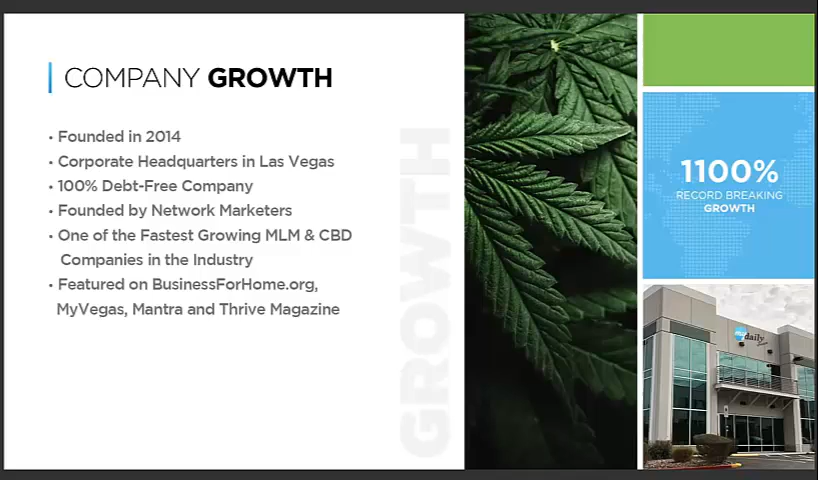 COMPANY GROWTH
• Founded in 2014
• Corporate Headquarters in Las Vegas
• 100% Debt-Free Company
• Founded by Network Marketers
• One of the Fastest Growing MLM & CBD
Companies in the Industry
• Featured on BusinessForHome.org,
MyVegas, Mantra and Thrive Magazine
GROWTH
1100%
RECORD BREAKING
GROWTH
my daily